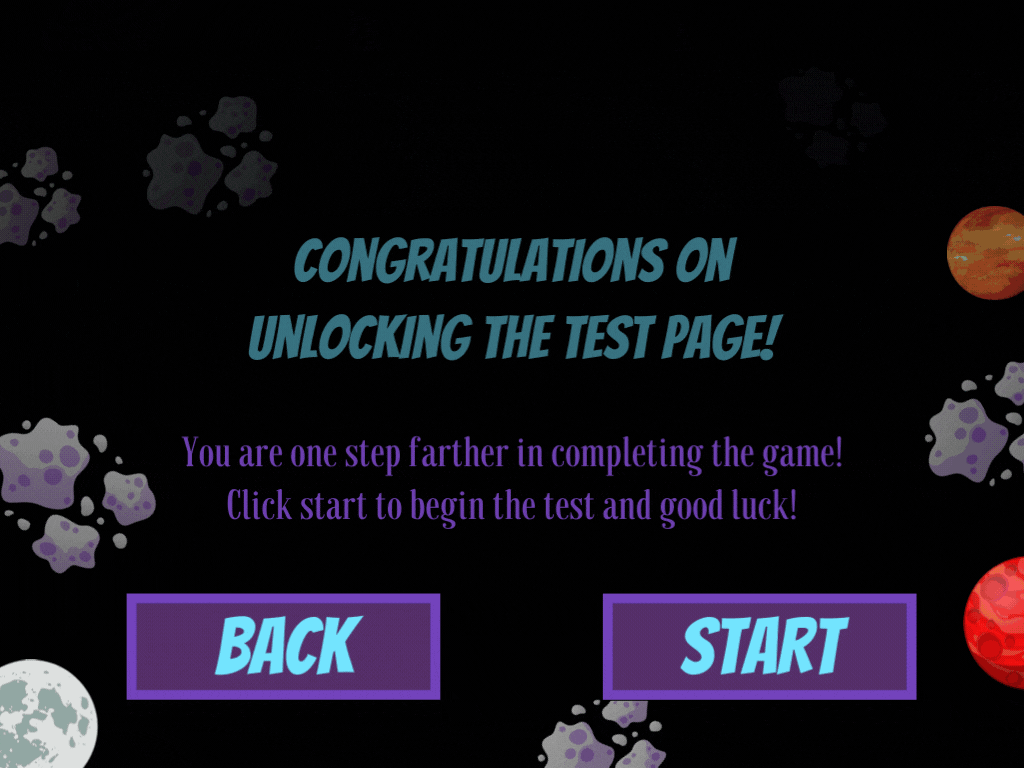 CONGRATULATIONS ON
UNLOCKING THE TEST PAGE!
You are one step farther in completing the game!
Click start to begin the test and good luck!
BACK
START